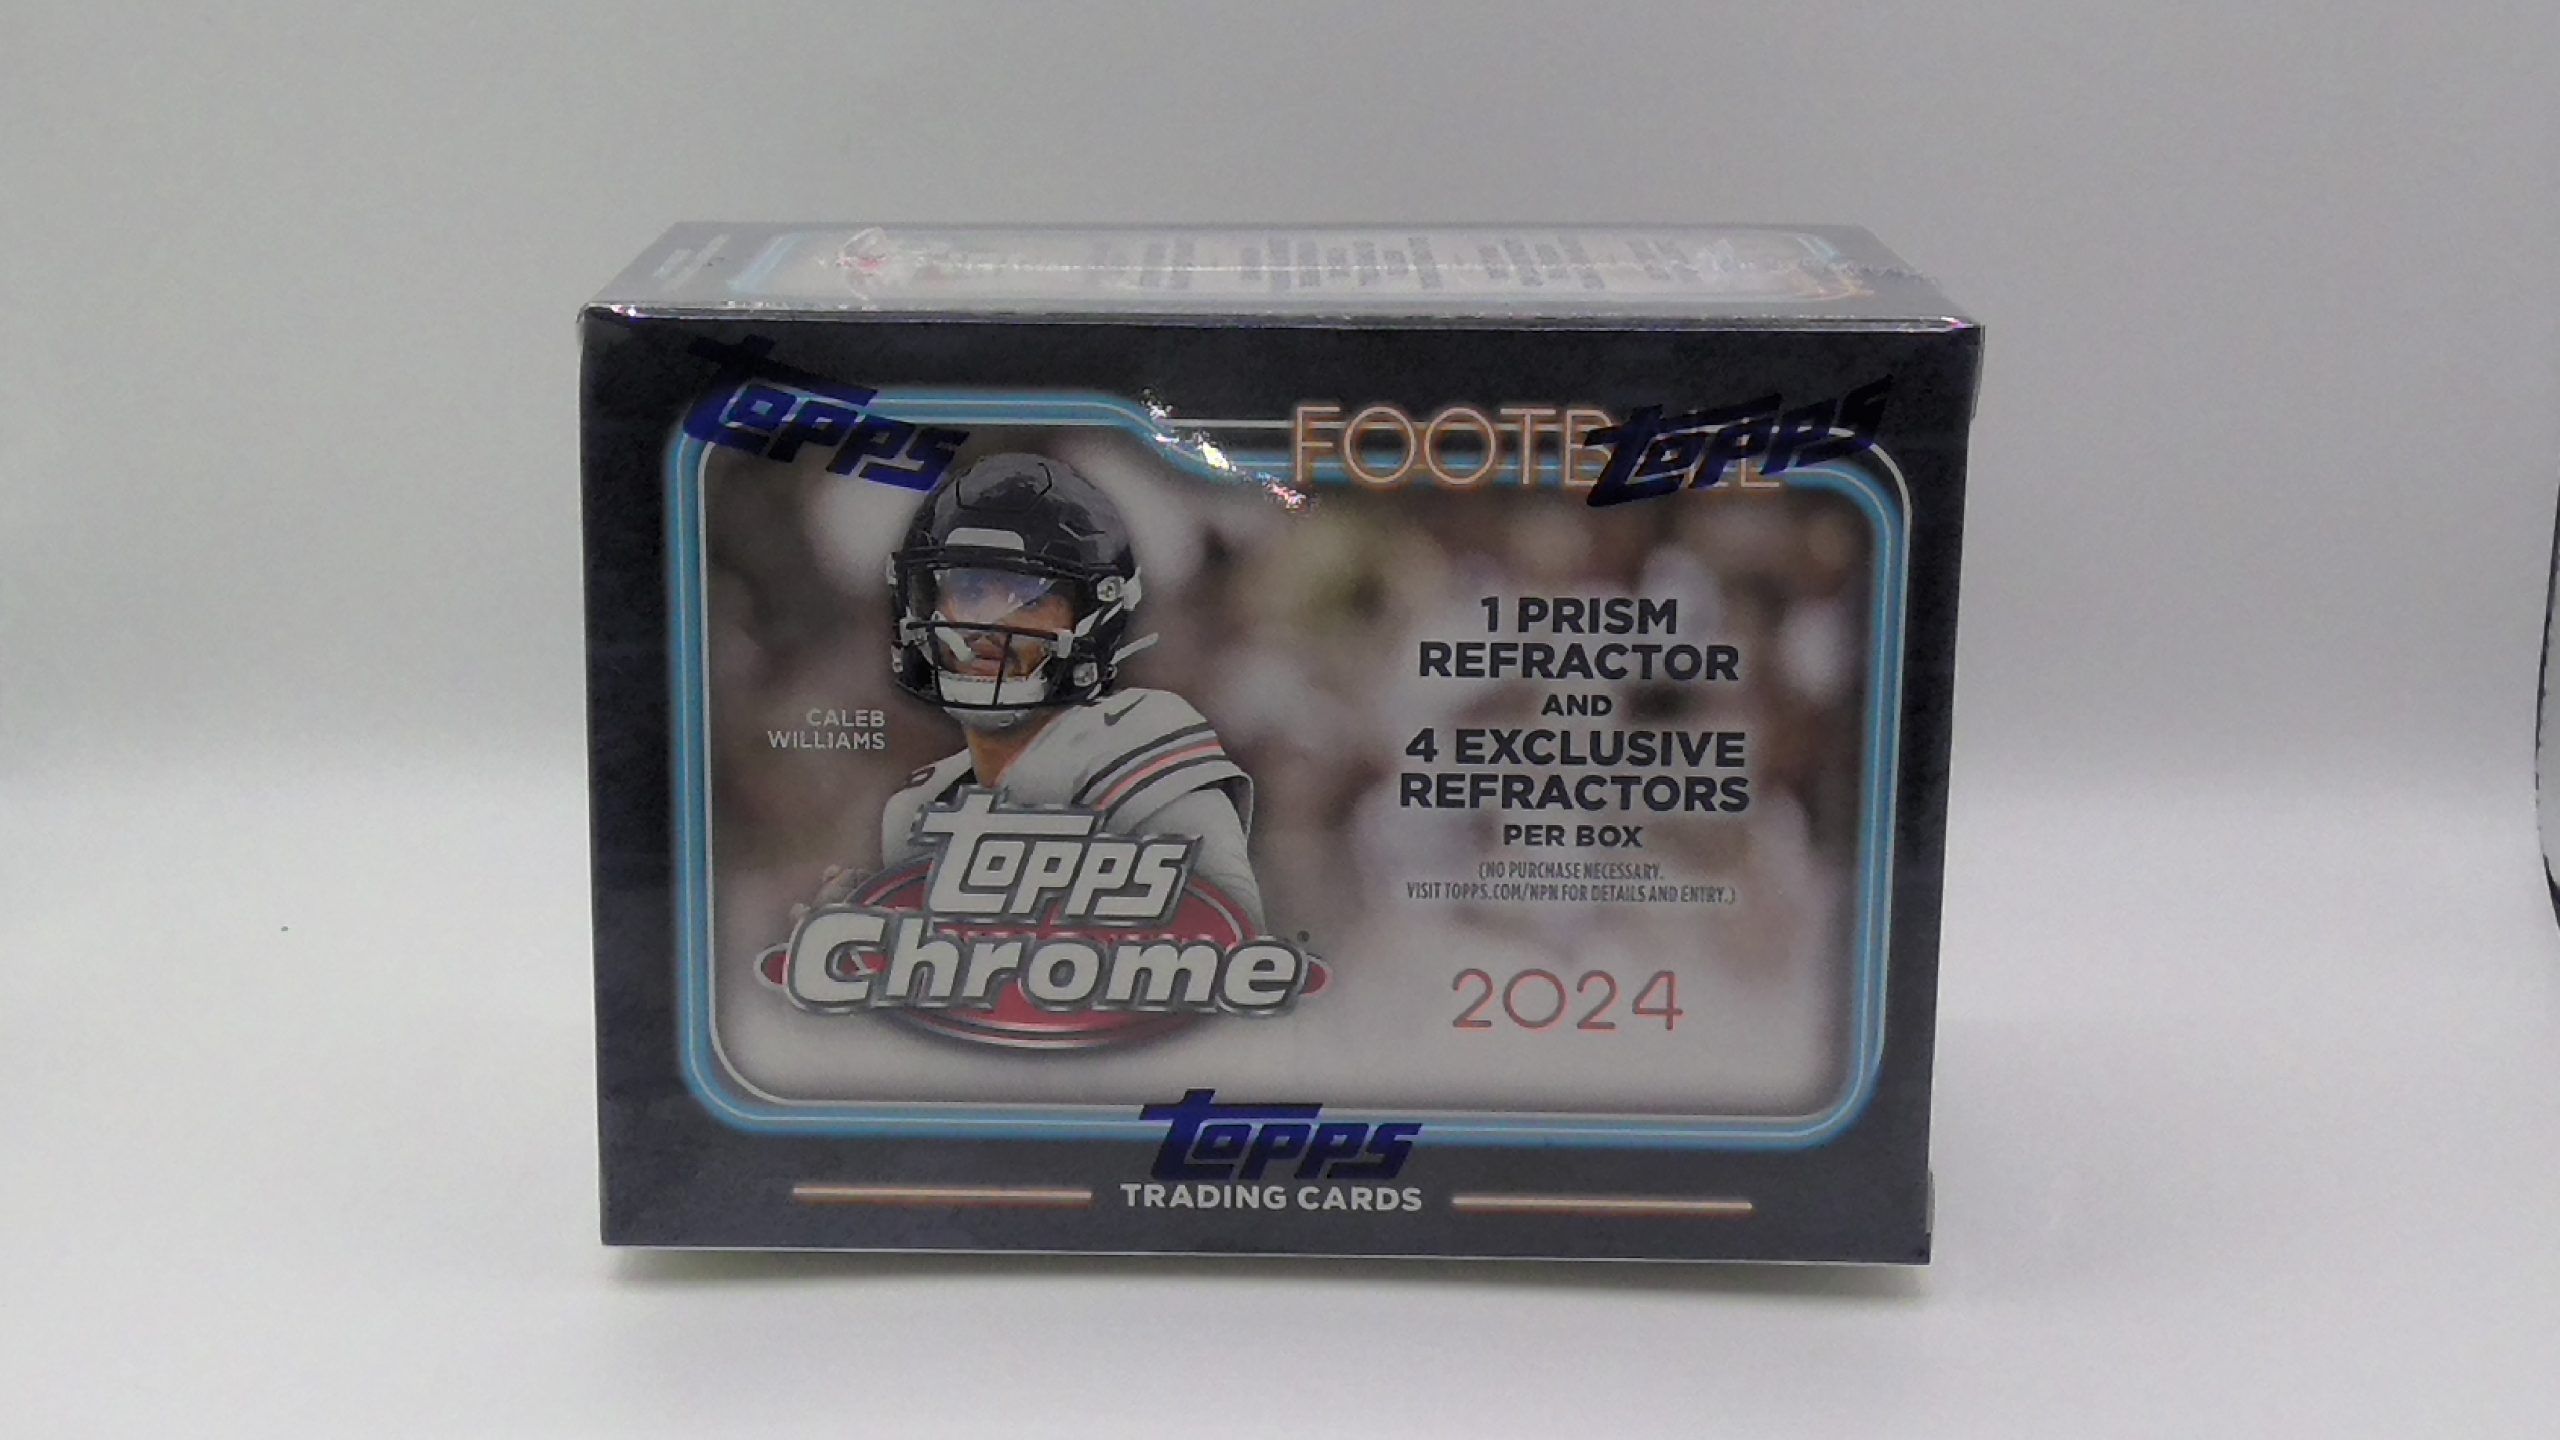 topps
FOOTBALL
topps
1 PRISM
REFRACTOR
AND
4 EXCLUSIVE
REFRACTORS
PER BOX
(NO PURCHASE NECESSARY.
VISIT TOPPS.COM/NPN FOR DETAILS AND ENTRY.)
CALEB
WILLIAMS
topps
Chrome
2024
topps
TRADING CARDS